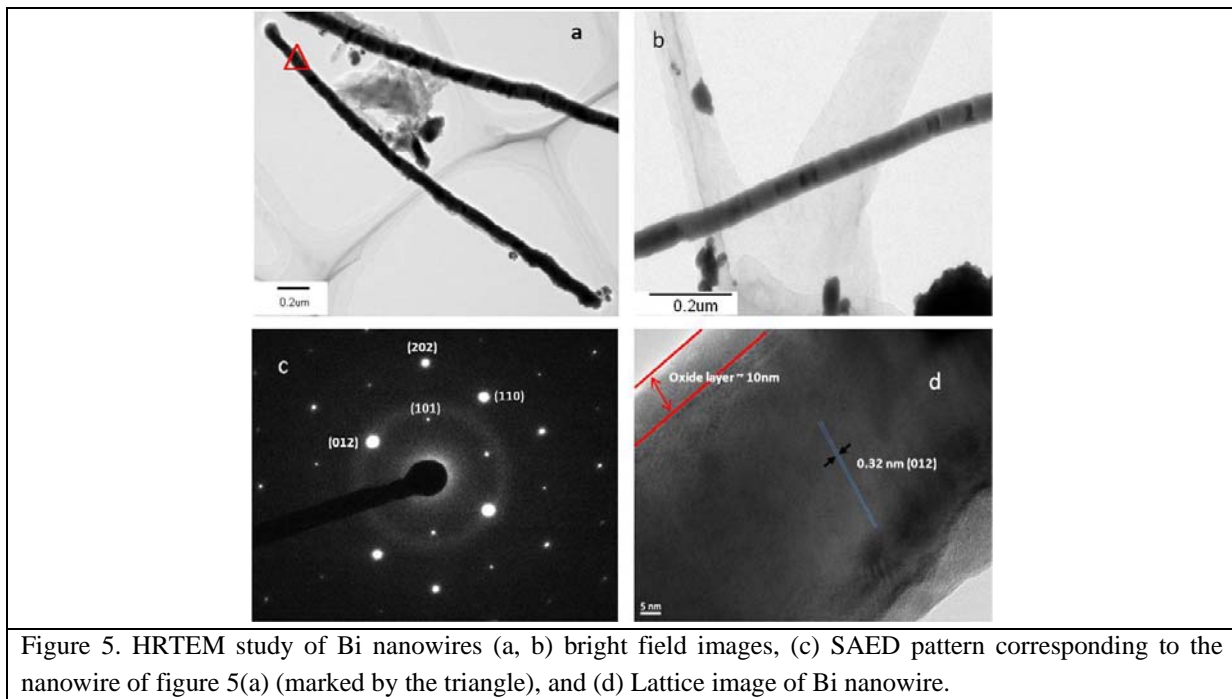 a
0.2um
b
0.2um
c
(202)
(110)
(101)
(012)
Oxide layer ~ 10nm
d
0.32 nm (012)
5 nm
Figure 5. HRTEM study of Bi nanowires (a, b) bright field images, (c) SAED pattern corresponding to the
nanowire of figure 5(a) (marked by the triangle), and (d) Lattice image of Bi nanowire.